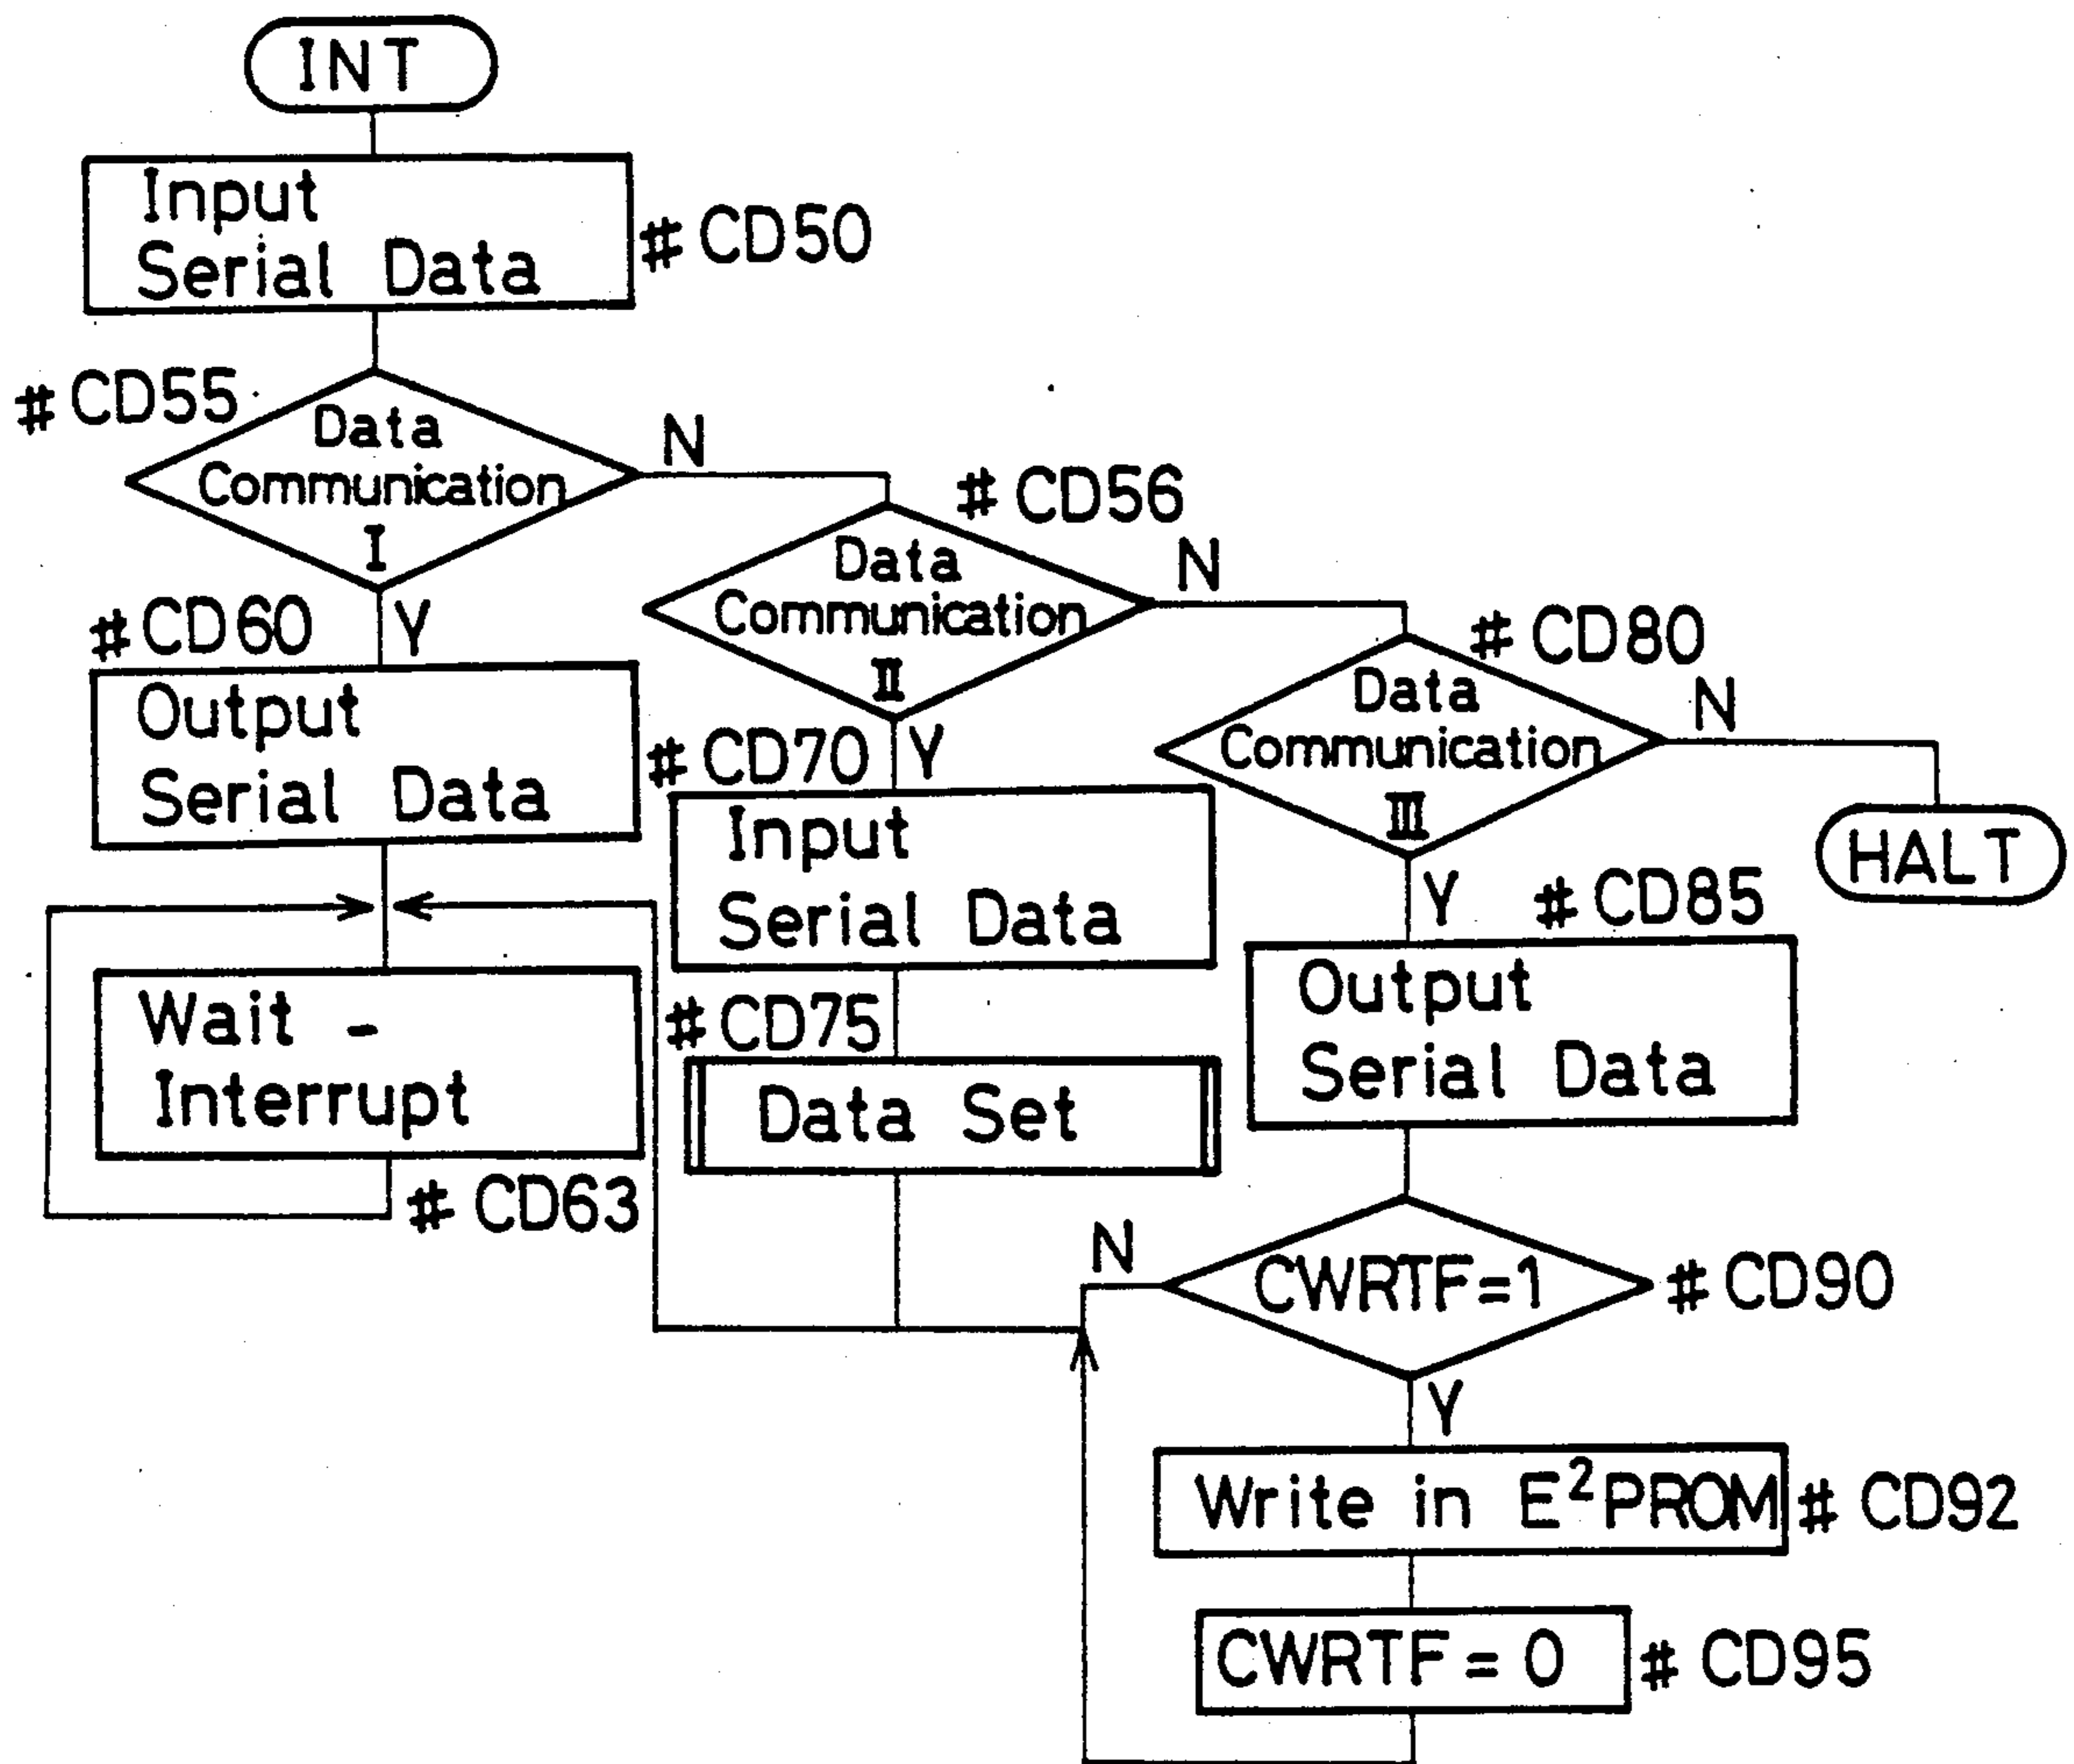 INT
Input
Serial Data
# CD50
# CD55
Data
Communication
I
N
Y
# CD56
Data
Communication
II
N
Y
# CD80
Data
Communication
III
N
Y
HALT
# CD60
Output
Serial Data
Wait -
Interrupt
# CD63
# CD70
Input
Serial Data
# CD75
Data Set
# CD85
Output
Serial Data
CWRTF=1
# CD90
N
Y
Write in E²PROM
# CD92
CWRTF = 0
# CD95